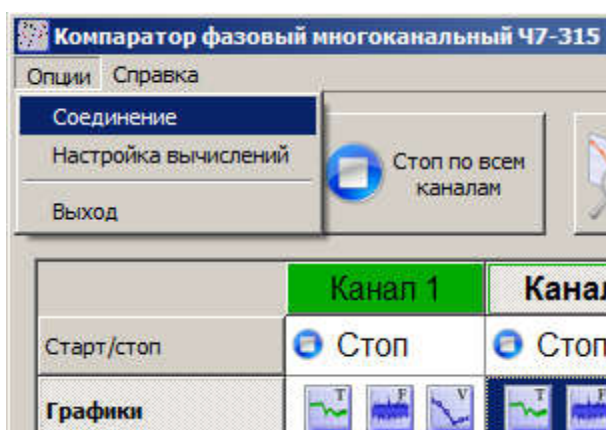 Компаратор фазовый многоканальный Ч7-315
Опции Справка
Соединение
Настройка вычислений
Выход
Стоп по всем
каналам
Канал 1 Канал
Старт/стоп Стоп Стоп
Графики T F V T F